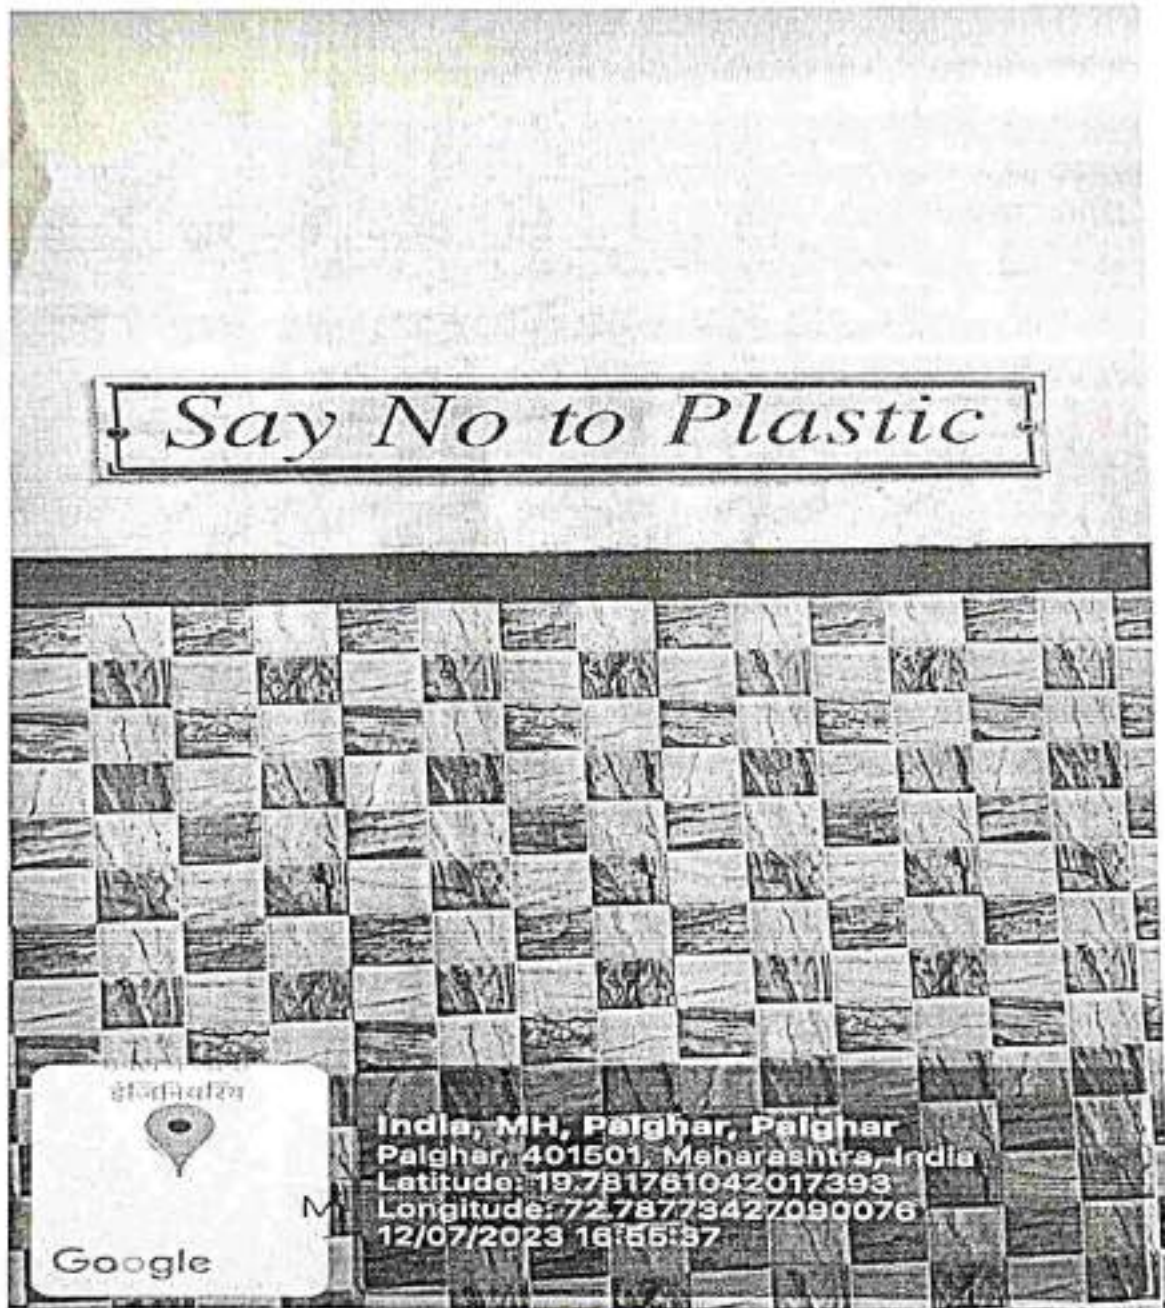 Say No to Plastic
इंजिनियरिंग
India, MH, Palghar, Palghar
Palghar, 401501, Maharashtra, India
Latitude: 19.781761042017393
Longitude: 72.78773427090076
12/07/2023 16:55:37
Google